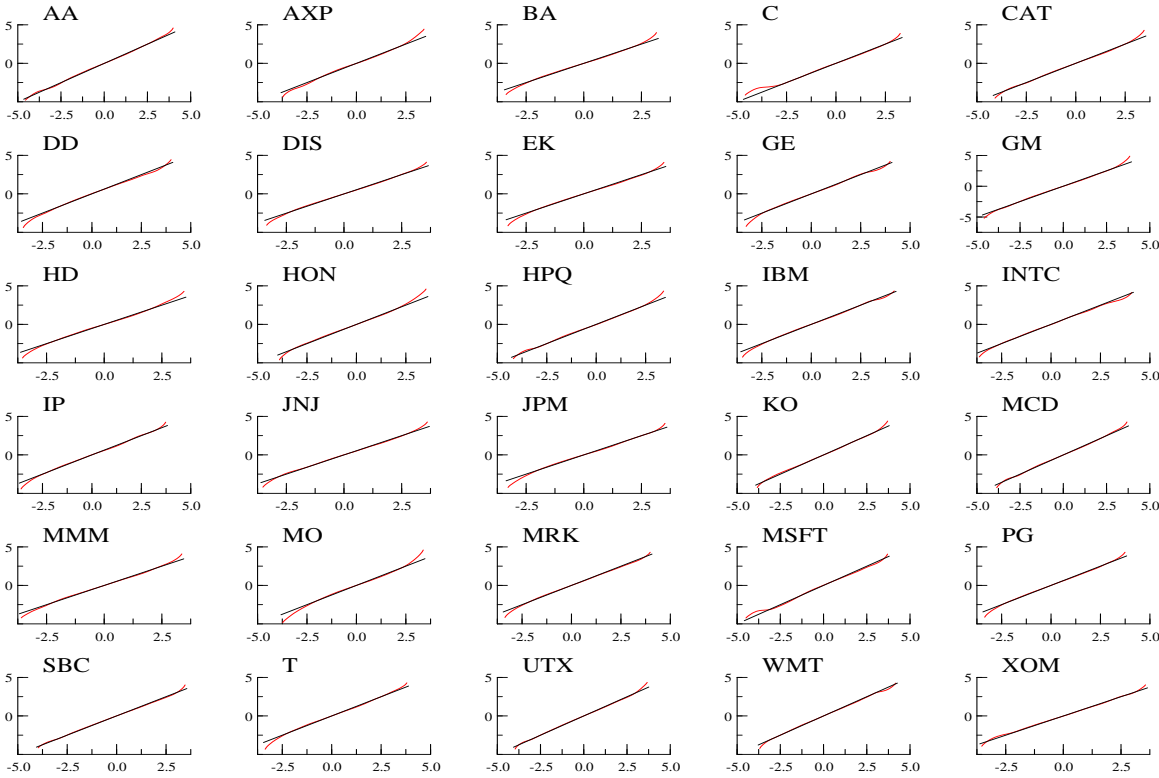 AA AXP BA C CAT
5 5 5 5 5
0 0 0 0 0
-5.0 -2.5 0.0 2.5 5.0 -5.0 -2.5 0.0 2.5 -2.5 0.0 2.5 -5.0 -2.5 0.0 2.5 -5.0 -2.5 0.0 2.5
DD DIS EK GE GM
5 5 5 5 5
0 0 0 0 0
-5
-2.5 0.0 2.5 5.0 -2.5 0.0 2.5 -2.5 0.0 2.5 -2.5 0.0 2.5 5.0 -5.0 -2.5 0.0 2.5 5.0
HD HON HPQ IBM INTC
5 5 5 5 5
0 0 0 0 0
-2.5 0.0 2.5 -5.0 -2.5 0.0 2.5 -5.0 -2.5 0.0 2.5 -2.5 0.0 2.5 5.0 -2.5 0.0 2.5 5.0
IP JNJ JPM KO MCD
5 5 5 5 5
0 0 0 0 0
-2.5 0.0 2.5 5.0 -2.5 0.0 2.5 -2.5 0.0 2.5 -5.0 -2.5 0.0 2.5 5.0 -5.0 -2.5 0.0 2.5 5.0
MMM MO MRK MSFT PG
5 5 5 5 5
0 0 0 0 0
-2.5 0.0 2.5 -5.0 -2.5 0.0 2.5 -2.5 0.0 2.5 5.0 -5.0 -2.5 0.0 2.5 5.0 -2.5 0.0 2.5 5.0
SBC T UTX WMT XOM
5 5 5 5 5
0 0 0 0 0
-5.0 -2.5 0.0 2.5 -2.5 0.0 2.5 5.0 -5.0 -2.5 0.0 2.5 5.0 -5.0 -2.5 0.0 2.5 5.0 -2.5 0.0 2.5